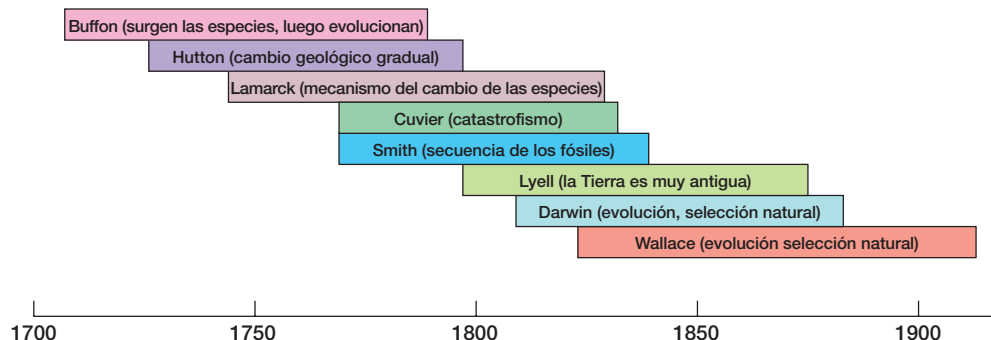 Buffon (surgen las especies, luego evolucionan)
Hutton (cambio geológico gradual)
Lamarck (mecanismo del cambio de las especies)
Cuvier (catastrofismo)
Smith (secuencia de los fósiles)
Lyell (la Tierra es muy antigua)
Darwin (evolución, selección natural)
Wallace (evolución selección natural)
1700 1750 1800 1850 1900